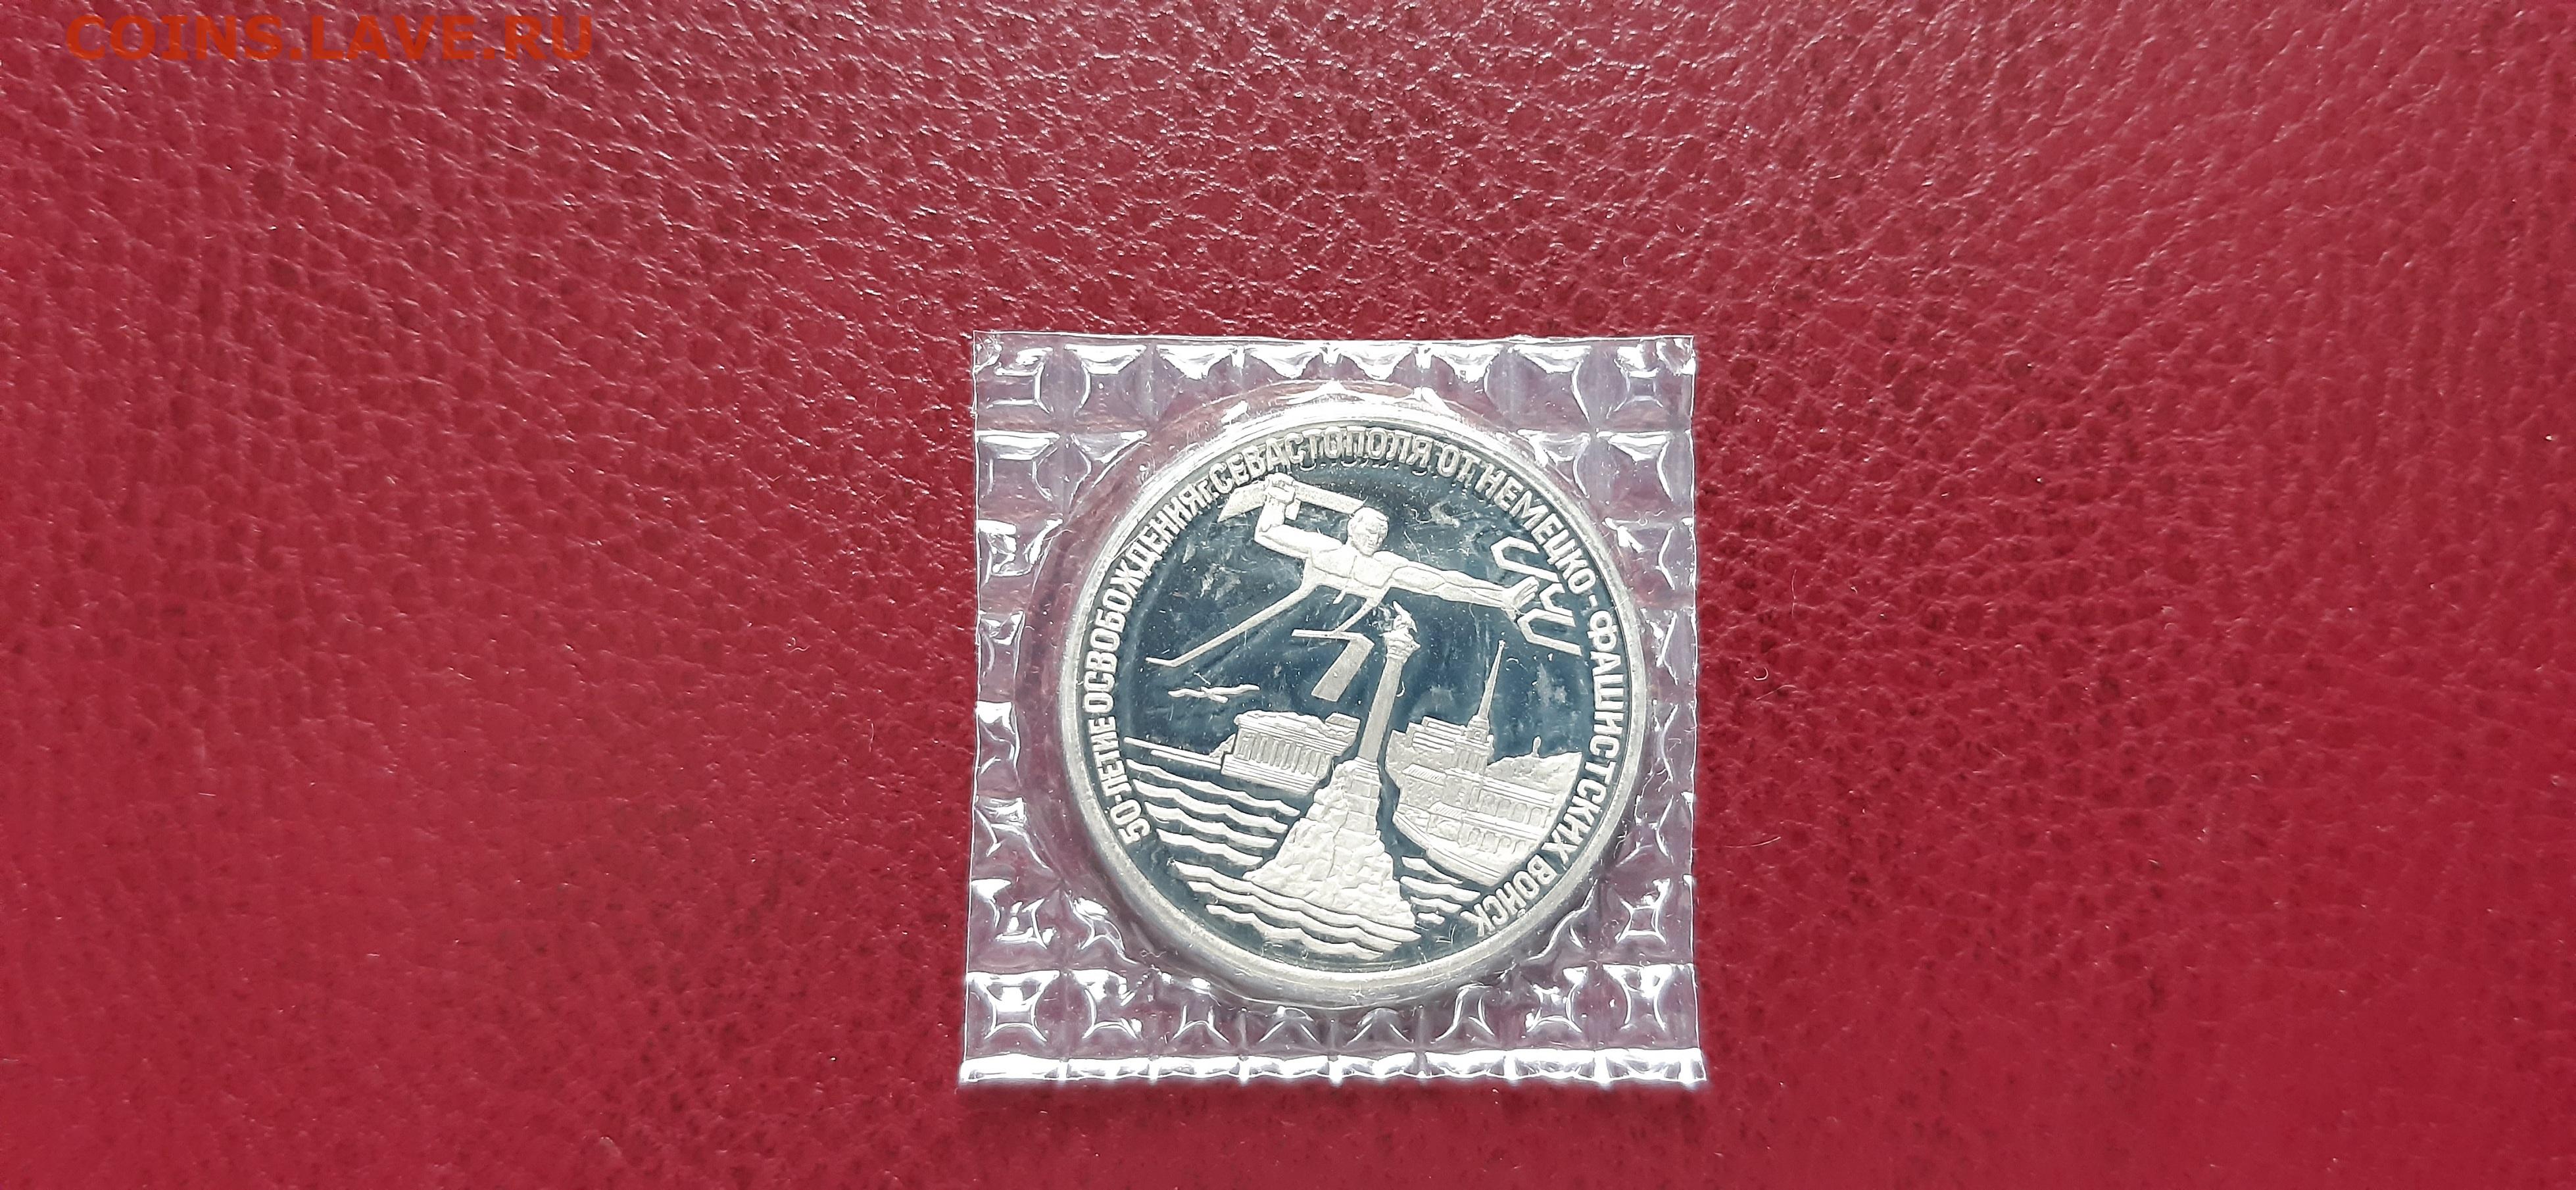 COINS.LAVE.RU
50-ЛЕТИЕ ОСВОБОЖДЕНИЯ г. СЕВАСТОПОЛЯ ОТ НЕМЕЦКО-ФАШИСТСКИХ ВОЙСК